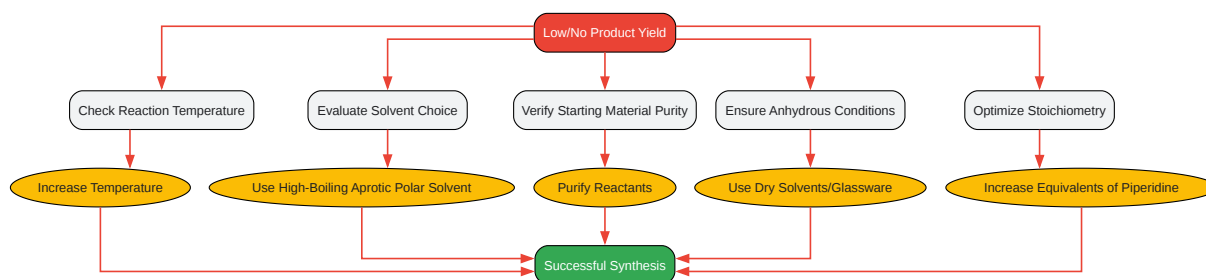 Low/No Product Yield
Check Reaction Temperature
Evaluate Solvent Choice
Verify Starting Material Purity
Ensure Anhydrous Conditions
Optimize Stoichiometry
Increase Temperature
Use High-Boiling Aprotic Polar Solvent
Purify Reactants
Use Dry Solvents/Glassware
Increase Equivalents of Piperidine
Successful Synthesis